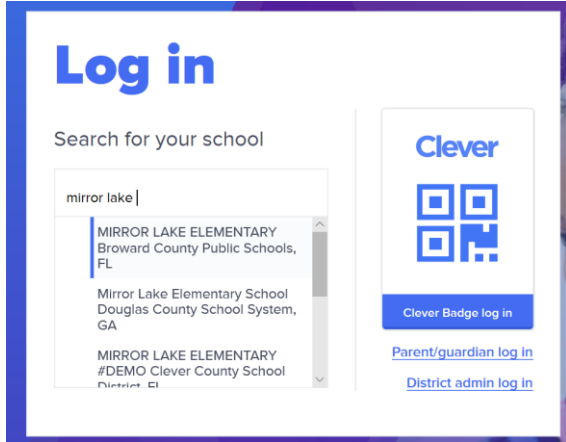 Log in
Search for your school
mirror lake
MIRROR LAKE ELEMENTARY
Broward County Public Schools,
FL
Mirror Lake Elementary School
Douglas County School System,
GA
MIRROR LAKE ELEMENTARY
#DEMO Clever County School
District, FL
Clever
Clever Badge log in
Parent/guardian log in
District admin log in